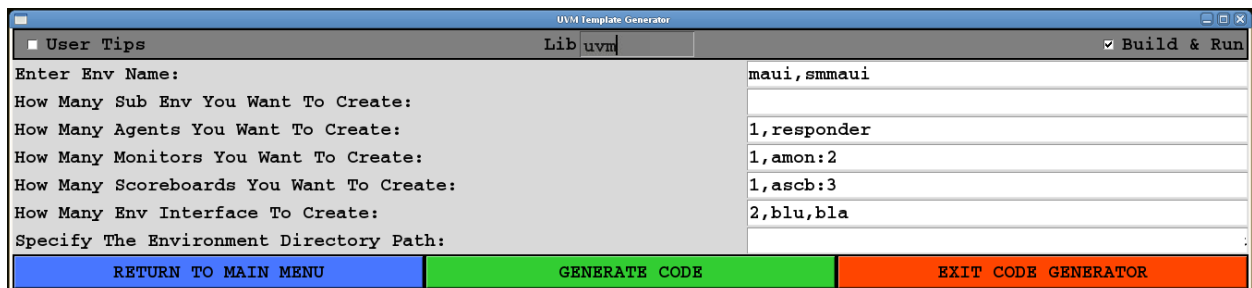 UVM Template Generator
User Tips Lib uvm Build & Run
Enter Env Name: maui,smmaui
How Many Sub Env You Want To Create:
How Many Agents You Want To Create: 1,responder
How Many Monitors You Want To Create: 1,amon:2
How Many Scoreboards You Want To Create: 1,ascb:3
How Many Env Interface To Create: 2,blu,bla
Specify The Environment Directory Path:
RETURN TO MAIN MENU GENERATE CODE EXIT CODE GENERATOR